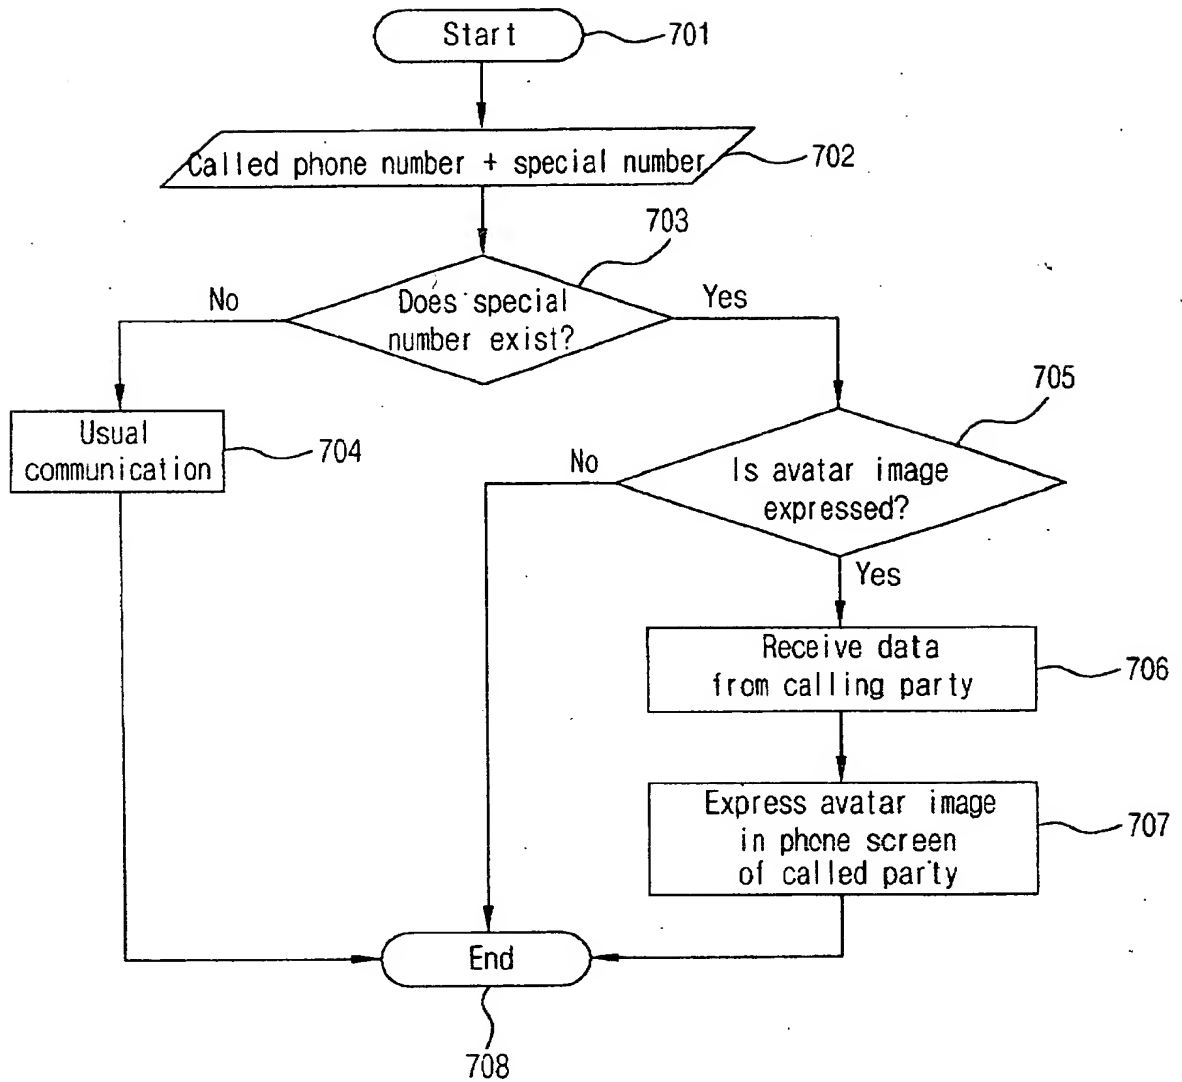 Start
701
Called phone number + special number
702
703
No
Does special
number exist?
Yes
705
Usual
communication
704
No
Is avatar image
expressed?
Yes
Receive data
from calling party
706
Express avatar image
in phone screen
of called party
707
End
708